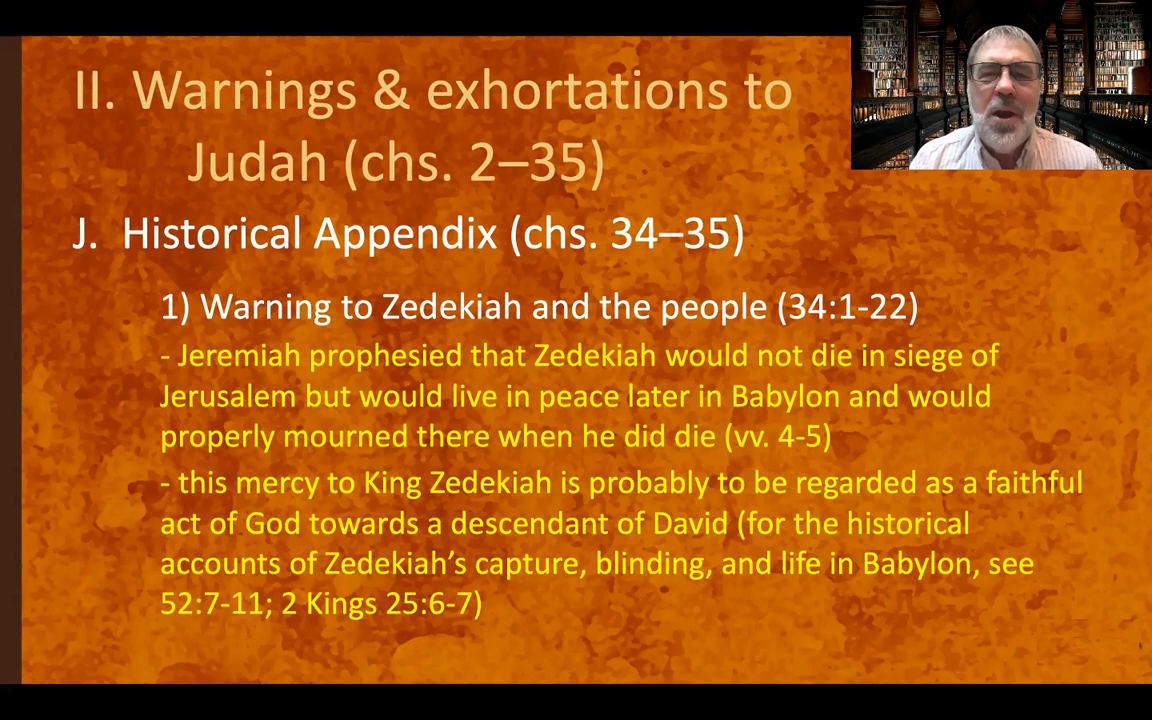 II. Warnings & exhortations to
Judah (chs. 2–35)
J. Historical Appendix (chs. 34–35)
1) Warning to Zedekiah and the people (34:1-22)
- Jeremiah prophesied that Zedekiah would not die in siege of
Jerusalem but would live in peace later in Babylon and would
properly mourned there when he did die (vv. 4-5)
- this mercy to King Zedekiah is probably to be regarded as a faithful
act of God towards a descendant of David (for the historical
accounts of Zedekiah’s capture, blinding, and life in Babylon, see
52:7-11; 2 Kings 25:6-7)